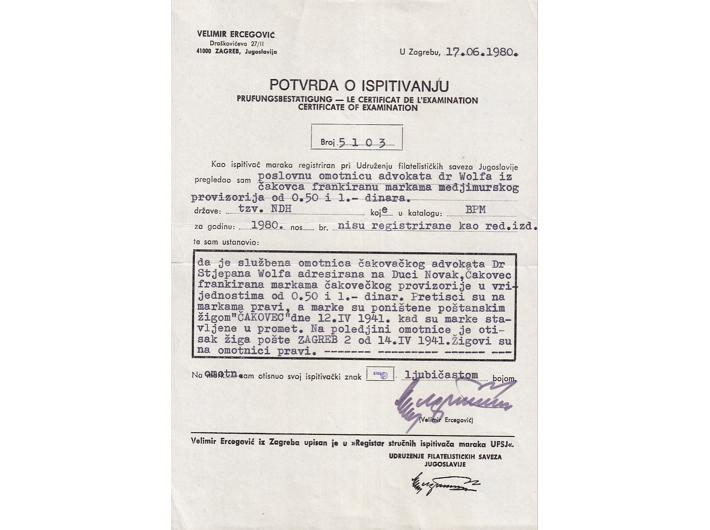 VELIMIR ERCEGOVIĆ
Draškovićeva 27/II
41000 ZAGREB, Jugoslavija
U Zagrebu, 17.06.1980.
POTVRDA O ISPITIVANJU
PRUFUNGSBESTATIGUNG — LE CERTIFICAT DE L'EXAMINATION
CERTIFICATE OF EXAMINATION
Broj 5103
Kao ispitivač maraka registriran pri Udruženju filatelističkih saveza Jugoslavije
pregledao sam poslovnu omotnicu advokata dr Wolfa iz
čakovca frankiranu markama medjimurskog
provizorija od 0.50 i 1.- dinara.
države: tzv. NDH koje u katalogu: BPM
za godinu: 1980. nos br. nisu registrirane kao red.izd.
te sam ustanovio:
da je službena omotnica čakovačkog advokata Dr
Stjepana Wolfa adresirana na Duci Novak,Čakovec
frankirana markama čakovečkog provizorije u vri-
jednostima od 0.50 i 1.- dinar. Pretisci su na
markama pravi, a marke su poništene poštanskim
žigom"ČAKOVEC"dne 12.IV 1941. kad su marke sta-
vljene u promet. Na poledjini omotnice je oti-
sak žiga pošte ZAGREB 2 od 14.IV 1941.Žigovi su
na omotnici pravi. ------- -------- ------ ----
Na omotn. sam otisnuo svoj ispitivački znak ljubičastom bojom.
(Velimir Ercegović)
Velimir Ercegović iz Zagreba upisan je u »Registar stručnih ispitivača maraka UFSJ«.
UDRUŽENJE FILATELISTIČKIH SAVEZA
JUGOSLAVIJE